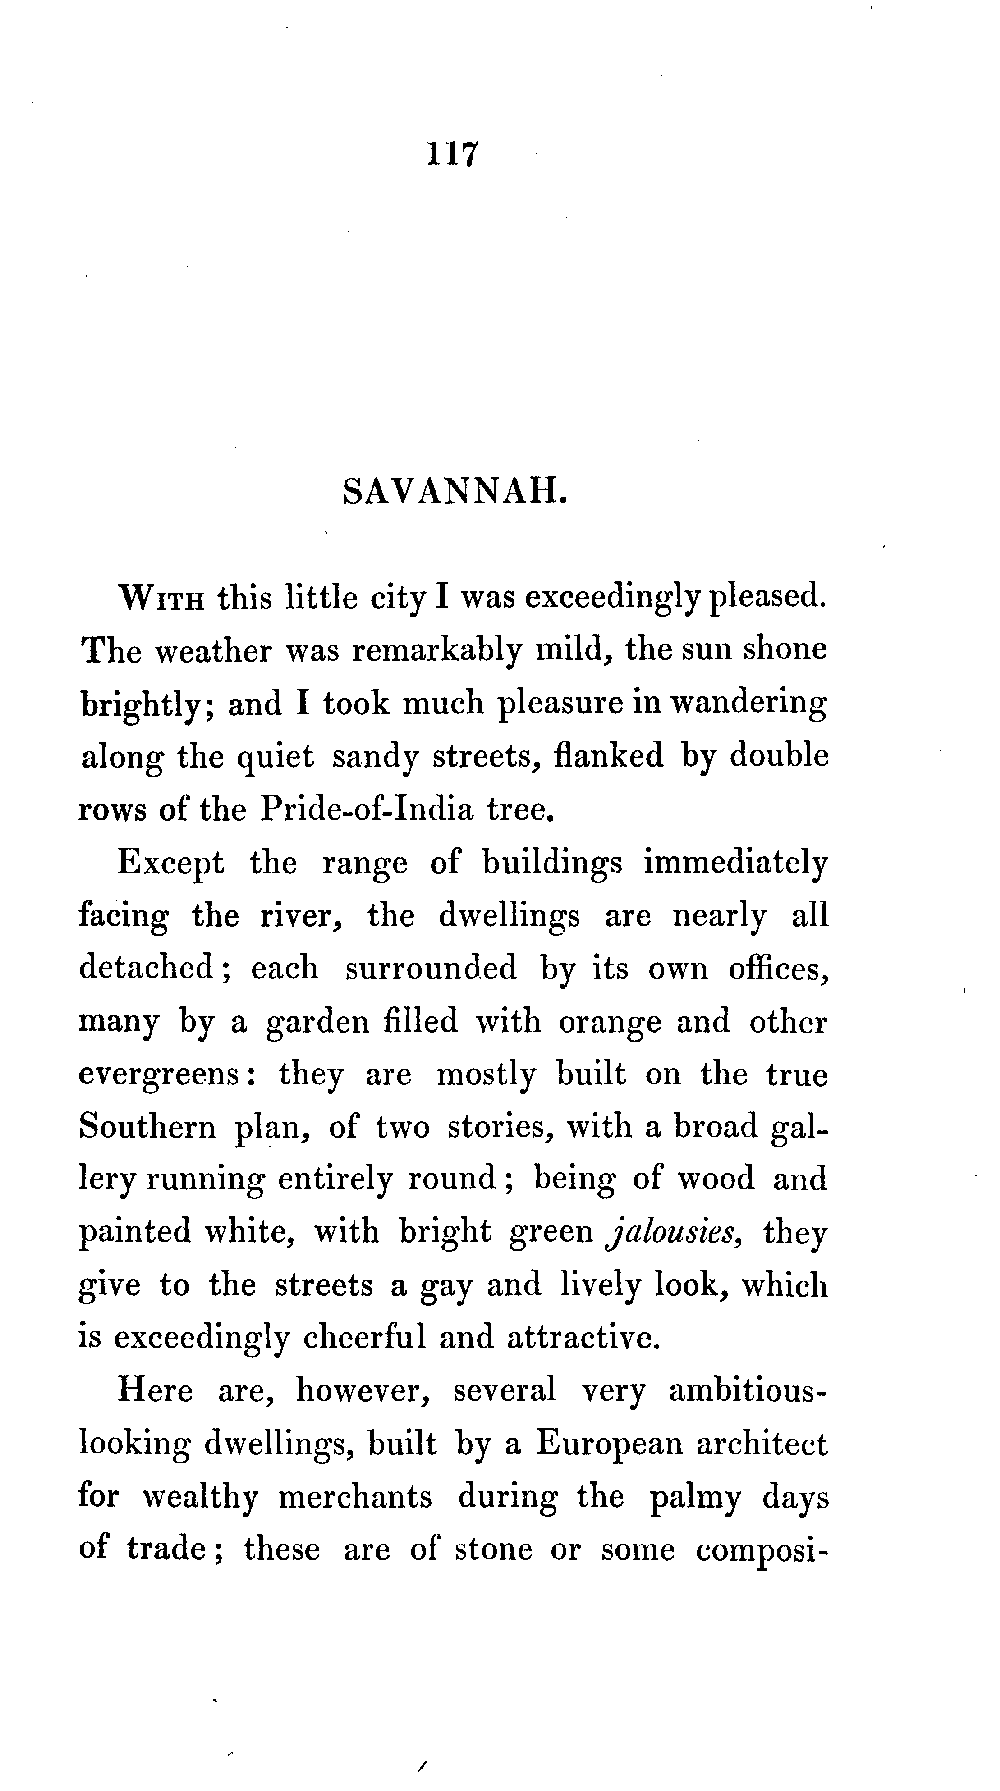 117
SAVANNAH.
With this little city I was exceedingly pleased.
The weather was remarkably mild, the sun shone
brightly; and I took much pleasure in wandering
along the quiet sandy streets, flanked by double
rows of the Pride-of-India tree.
Except the range of buildings immediately
facing the river, the dwellings are nearly all
detached; each surrounded by its own offices,
many by a garden filled with orange and other
evergreens: they are mostly built on the true
Southern plan, of two stories, with a broad gal-
lery running entirely round; being of wood and
painted white, with bright green jalousies, they
give to the streets a gay and lively look, which
is exceedingly cheerful and attractive.
Here are, however, several very ambitious-
looking dwellings, built by a European architect
for wealthy merchants during the palmy days
of trade; these are of stone or some composi-